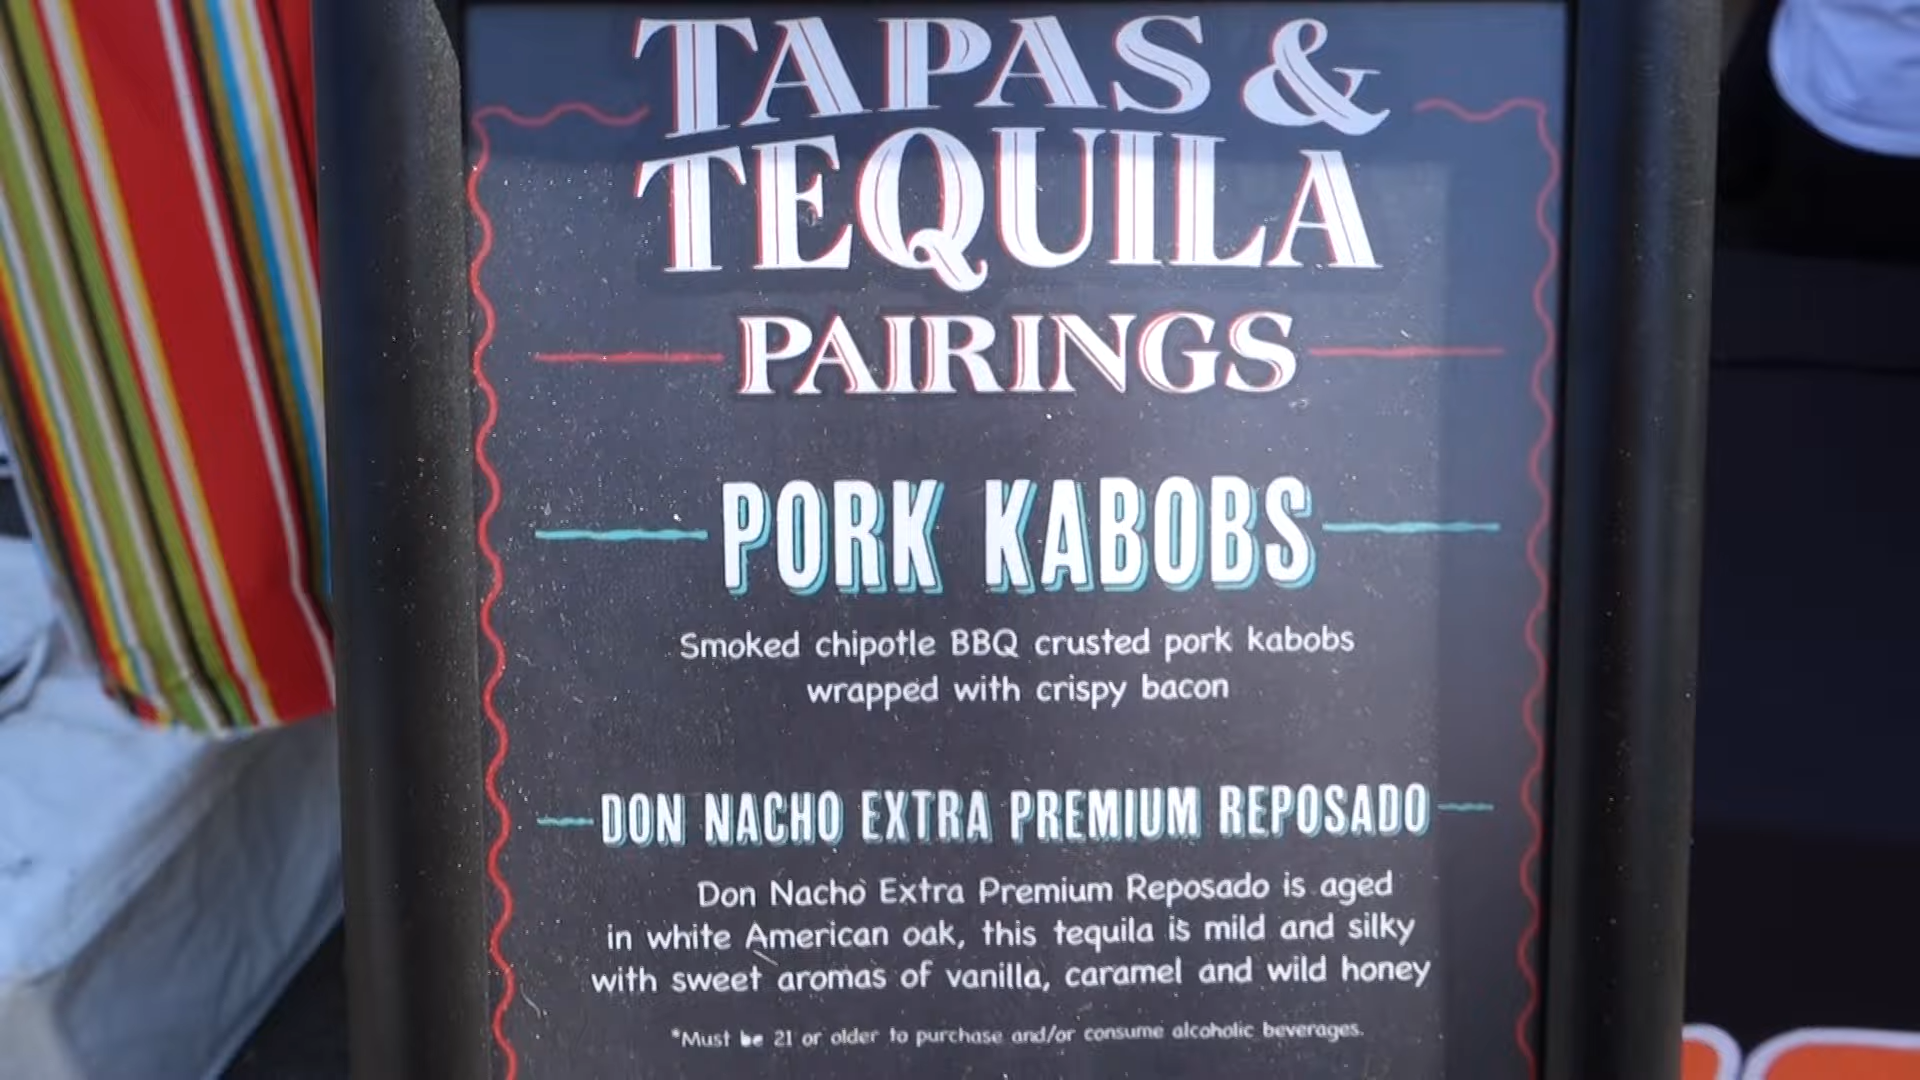 TAPAS &
TEQUILA
PAIRINGS
PORK KABOBS
Smoked chipotle BBQ crusted pork kabobs
wrapped with crispy bacon
DON NACHO EXTRA PREMIUM REPOSADO
Don Nacho Extra Premium Reposado is aged
in white American oak, this tequila is mild and silky
with sweet aromas of vanilla, caramel and wild honey
*Must be 21 or older to purchase and/or consume alcoholic beverages.